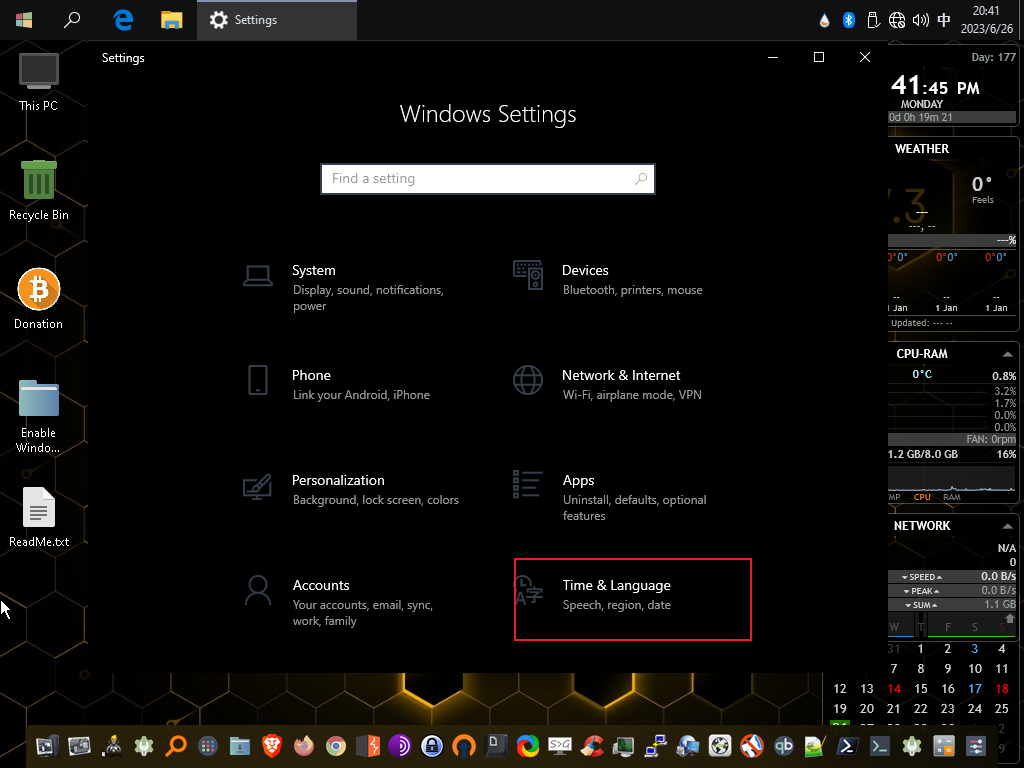 Settings
中
20:41
2023/6/26
Settings
This PC
Recycle Bin
Donation
Enable
Windo...
ReadMe.txt
Windows Settings
Find a setting
System
Display, sound, notifications,
power
Devices
Bluetooth, printers, mouse
Phone
Link your Android, iPhone
Network & Internet
Wi-Fi, airplane mode, VPN
Personalization
Background, lock screen, colors
Apps
Uninstall, defaults, optional
features
Accounts
Your accounts, email, sync,
work, family
Time & Language
Speech, region, date
Day: 177
41:45 PM
MONDAY
0d 0h 19m 21
WEATHER
0°
Feels
---
---, --
---%
0°0° 0°0° 0°0°
-- -- --
1 Jan 1 Jan 1 Jan
Updated: --- --
CPU-RAM
0°C 0.8%
3.2%
1.7%
0.0%
0.0%
FAN: 0rpm
1.2 GB/8.0 GB 16%
CPU RAM
NETWORK
N/A
0
SPEED 0.0 B/s
PEAK 0.0 B/s
SUM 1.1 GB
W T F S S
31 1 2 3 4
7 8 9 10 11
12 13 14 15 16 17 18
19 20 21 22 23 24 25